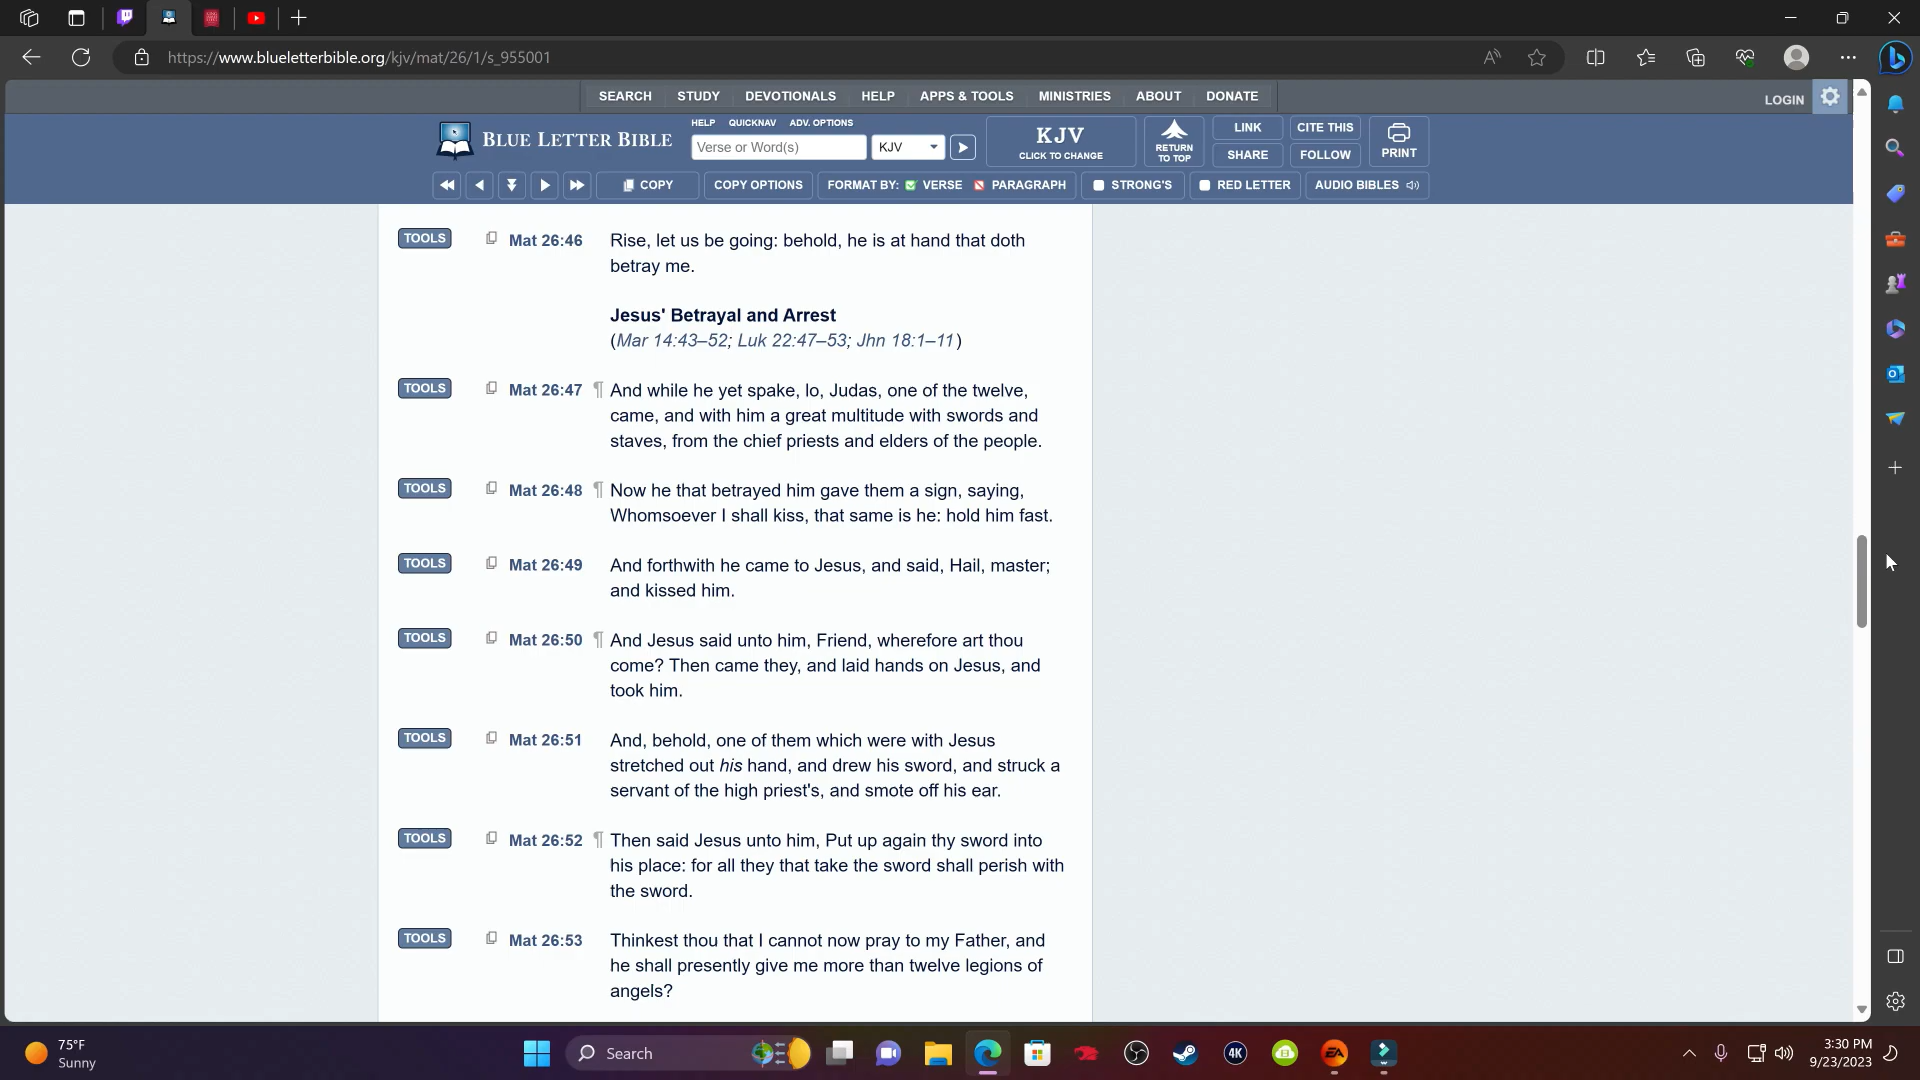 https://www.blueletterbible.org/kjv/mat/26/1/s_955001
SEARCH STUDY DEVOTIONALS HELP APPS & TOOLS MINISTRIES ABOUT DONATE
LOGIN
BLUE LETTER BIBLE
HELP QUICKNAV ADV. OPTIONS
Verse or Word(s)
KJV
KJV
CLICK TO CHANGE
RETURN
TO TOP
LINK
CITE THIS
SHARE
FOLLOW
PRINT
COPY
COPY OPTIONS
FORMAT BY: VERSE PARAGRAPH
STRONG'S
RED LETTER
AUDIO BIBLES
TOOLS Mat 26:46 Rise, let us be going: behold, he is at hand that doth
betray me.
Jesus' Betrayal and Arrest
(Mar 14:43–52; Luk 22:47–53; Jhn 18:1–11)
TOOLS Mat 26:47 ¶ And while he yet spake, lo, Judas, one of the twelve,
came, and with him a great multitude with swords and
staves, from the chief priests and elders of the people.
TOOLS Mat 26:48 ¶ Now he that betrayed him gave them a sign, saying,
Whomsoever I shall kiss, that same is he: hold him fast.
TOOLS Mat 26:49 And forthwith he came to Jesus, and said, Hail, master;
and kissed him.
TOOLS Mat 26:50 ¶ And Jesus said unto him, Friend, wherefore art thou
come? Then came they, and laid hands on Jesus, and
took him.
TOOLS Mat 26:51 And, behold, one of them which were with Jesus
stretched out his hand, and drew his sword, and struck a
servant of the high priest's, and smote off his ear.
TOOLS Mat 26:52 ¶ Then said Jesus unto him, Put up again thy sword into
his place: for all they that take the sword shall perish with
the sword.
TOOLS Mat 26:53 Thinkest thou that I cannot now pray to my Father, and
he shall presently give me more than twelve legions of
angels?
75°F
Sunny
Search
4K
EA
3:30 PM
9/23/2023